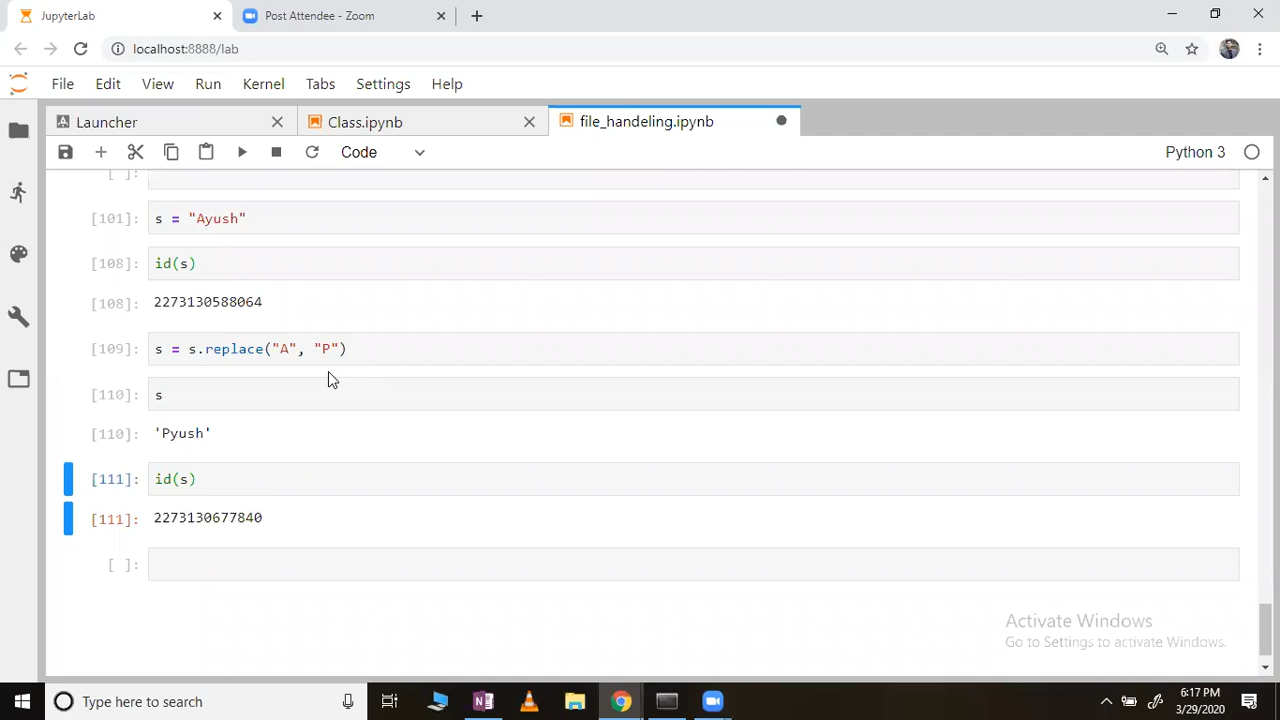 JupyterLab
Post Attendee - Zoom
localhost:8888/lab
File Edit View Run Kernel Tabs Settings Help
Launcher
Class.ipynb
file_handeling.ipynb
Code
Python 3
[ ]:
[101]: s = "Ayush"
[108]: id(s)
[108]: 2273130588064
[109]: s = s.replace("A", "P")
[110]: s
[110]: 'Pyush'
[111]: id(s)
[111]: 2273130677840
[ ]:
Activate Windows
Go to Settings to activate Windows.
Type here to search
6:17 PM
3/29/2020